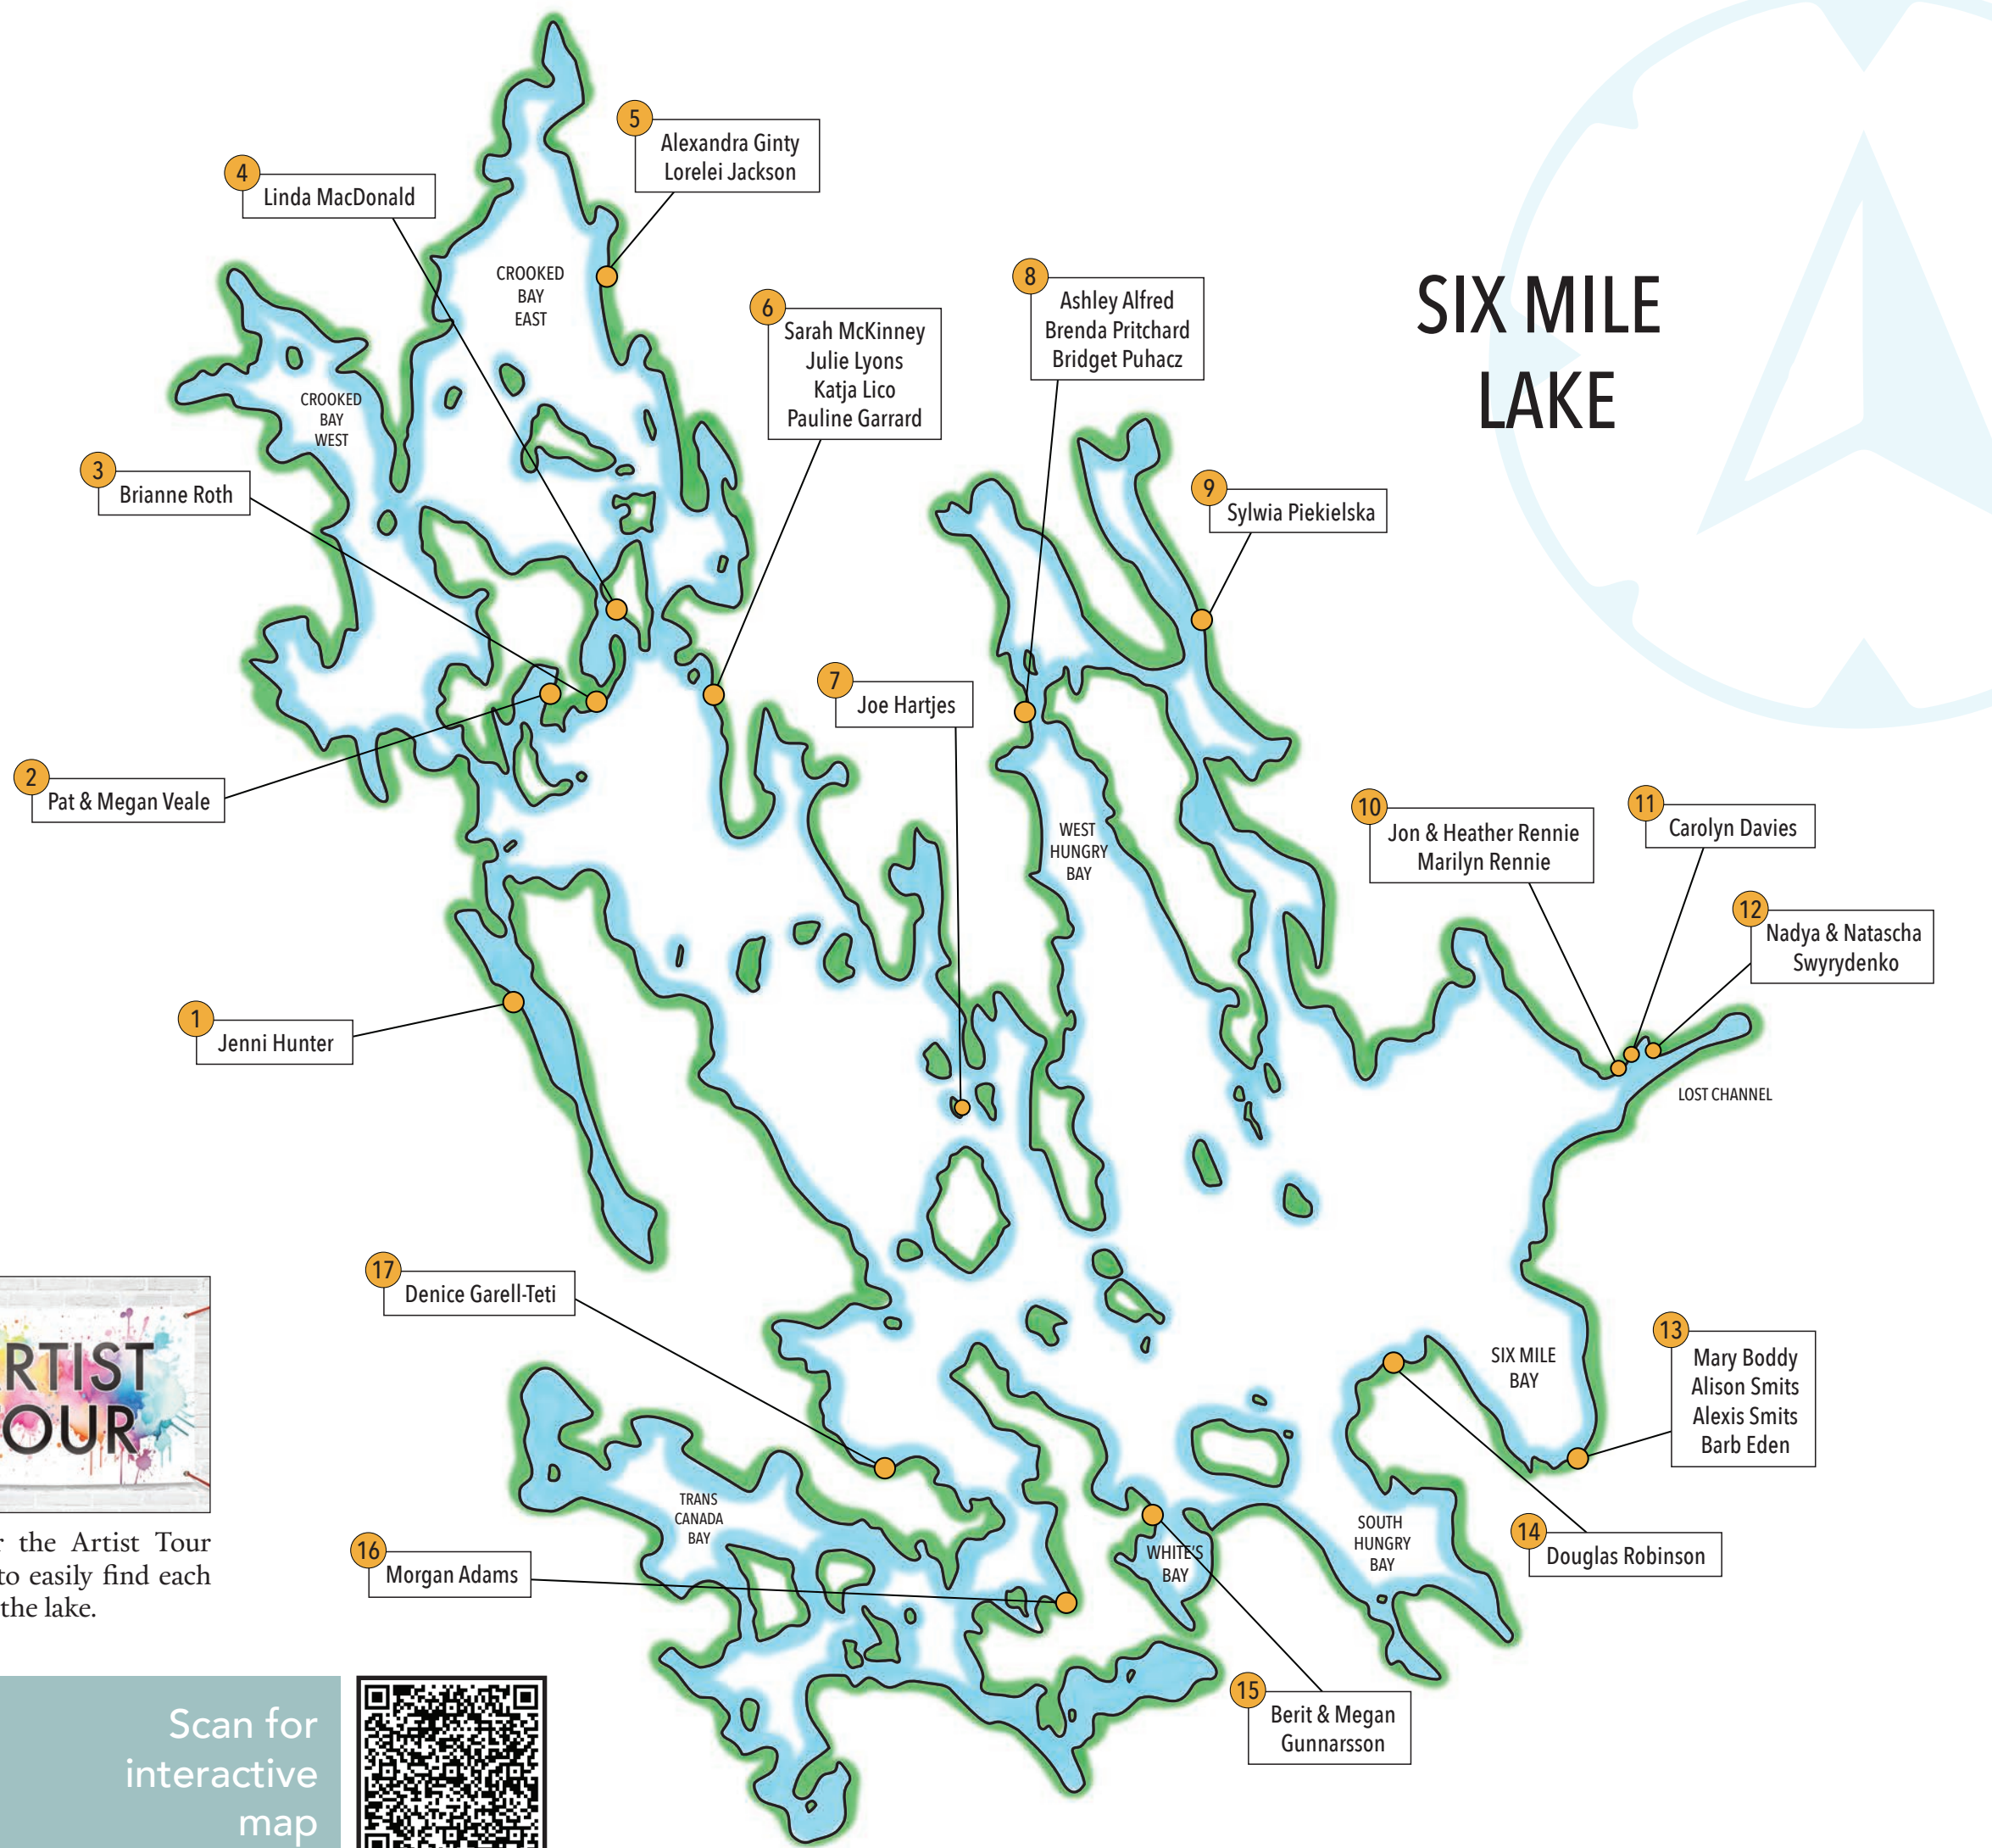 SIX MILE
LAKE
5
Alexandra Ginty
Lorelei Jackson
4
Linda MacDonald
CROOKED
BAY
EAST
6
Sarah McKinney
Julie Lyons
Katja Lico
Pauline Garrard
8
Ashley Alfred
Brenda Pritchard
Bridget Puhacz
CROOKED
BAY
WEST
3
Brianne Roth
9
Sylwia Piekielska
7
Joe Hartjes
2
Pat & Megan Veale
WEST
HUNGRY
BAY
10
Jon & Heather Rennie
Marilyn Rennie
11
Carolyn Davies
12
Nadya & Natascha
Swyrydenko
1
Jenni Hunter
LOST CHANNEL
17
Denice Garell-Teti
SIX MILE
BAY
13
Mary Boddy
Alison Smits
Alexis Smits
Barb Eden
TRANS
CANADA
BAY
SOUTH
HUNGRY
BAY
14
Douglas Robinson
16
Morgan Adams
WHITE'S
BAY
15
Berit & Megan
Gunnarsson
RTIST
OUR
the Artist Tour
to easily find each
the lake.
Scan for
interactive
map